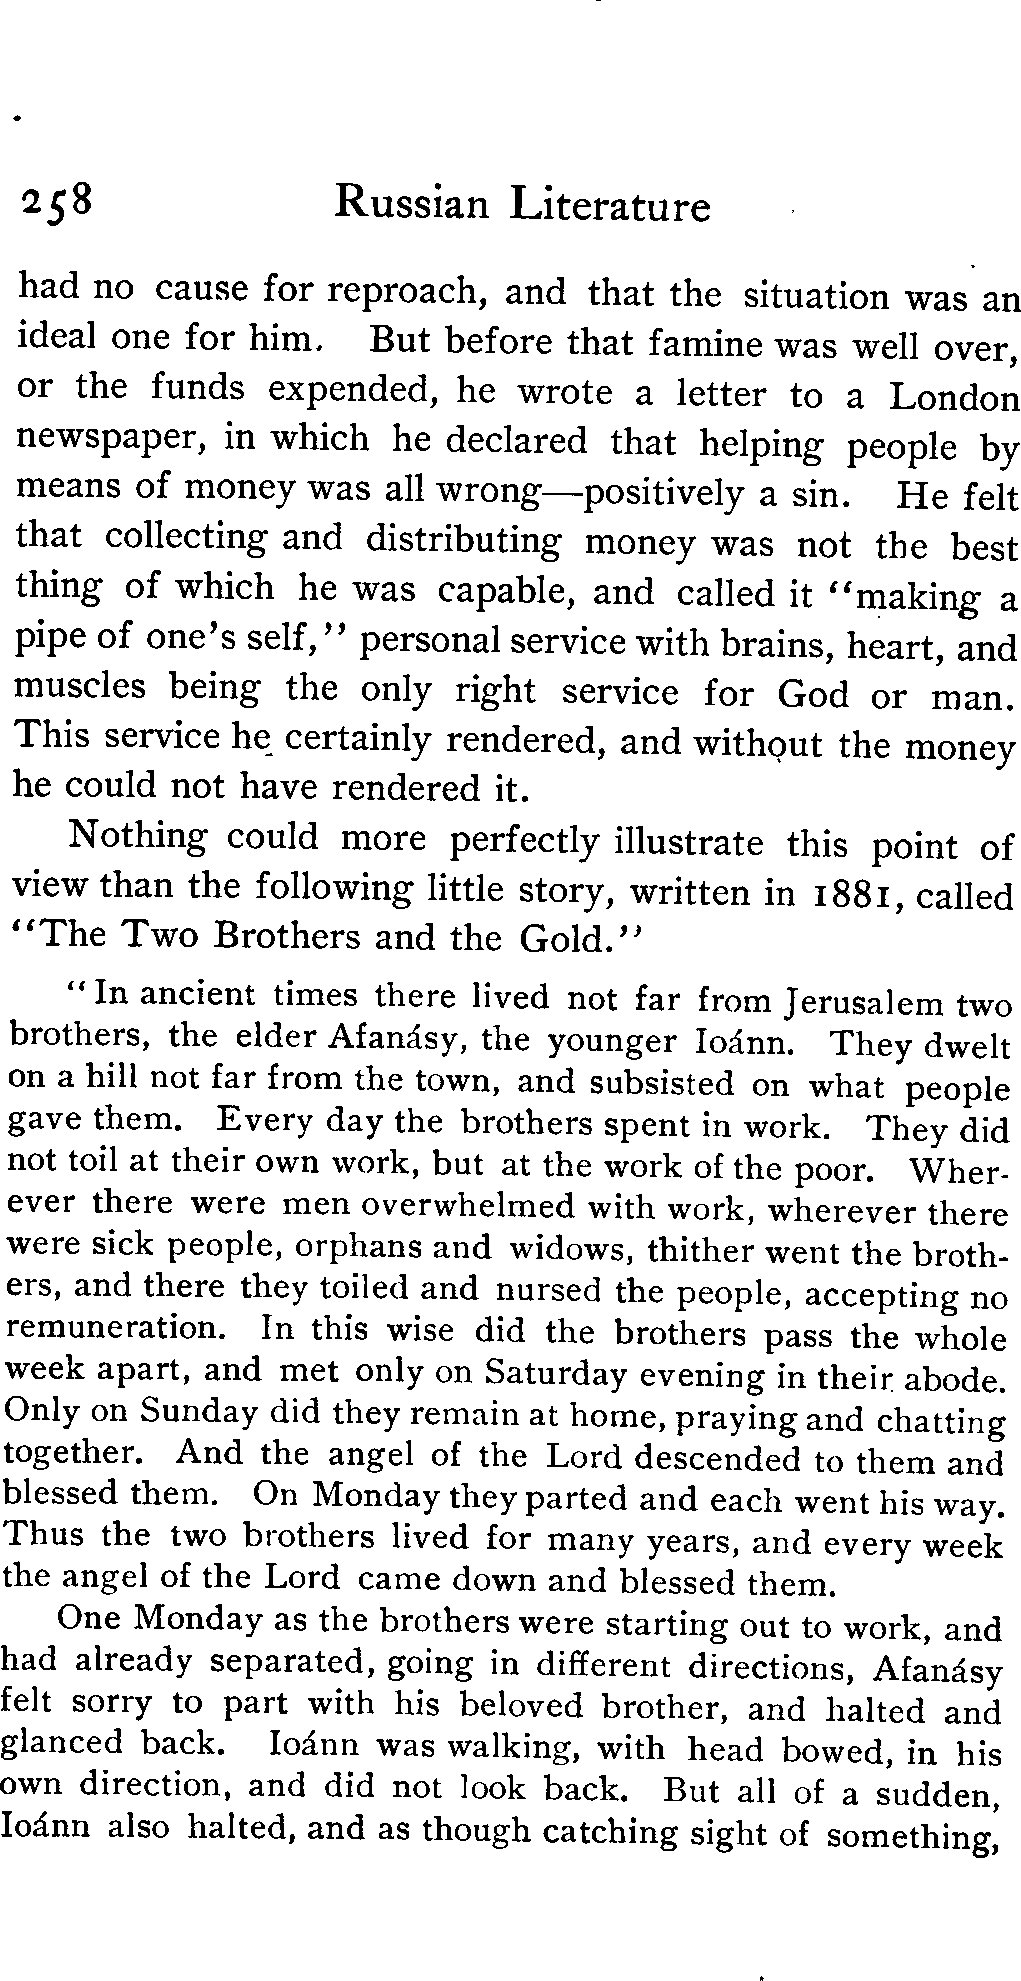 258 Russian Literature
had no cause for reproach, and that the situation was an
ideal one for him. But before that famine was well over,
or the funds expended, he wrote a letter to a London
newspaper, in which he declared that helping people by
means of money was all wrong—positively a sin. He felt
that collecting and distributing money was not the best
thing of which he was capable, and called it "making a
pipe of one's self," personal service with brains, heart, and
muscles being the only right service for God or man.
This service he certainly rendered, and without the money
he could not have rendered it.
Nothing could more perfectly illustrate this point of
view than the following little story, written in 1881, called
"The Two Brothers and the Gold."
"In ancient times there lived not far from Jerusalem two
brothers, the elder Afanásy, the younger Ioánn. They dwelt
on a hill not far from the town, and subsisted on what people
gave them. Every day the brothers spent in work. They did
not toil at their own work, but at the work of the poor. Wher-
ever there were men overwhelmed with work, wherever there
were sick people, orphans and widows, thither went the broth-
ers, and there they toiled and nursed the people, accepting no
remuneration. In this wise did the brothers pass the whole
week apart, and met only on Saturday evening in their abode.
Only on Sunday did they remain at home, praying and chatting
together. And the angel of the Lord descended to them and
blessed them. On Monday they parted and each went his way.
Thus the two brothers lived for many years, and every week
the angel of the Lord came down and blessed them.
One Monday as the brothers were starting out to work, and
had already separated, going in different directions, Afanásy
felt sorry to part with his beloved brother, and halted and
glanced back. Ioánn was walking, with head bowed, in his
own direction, and did not look back. But all of a sudden,
Ioánn also halted, and as though catching sight of something,